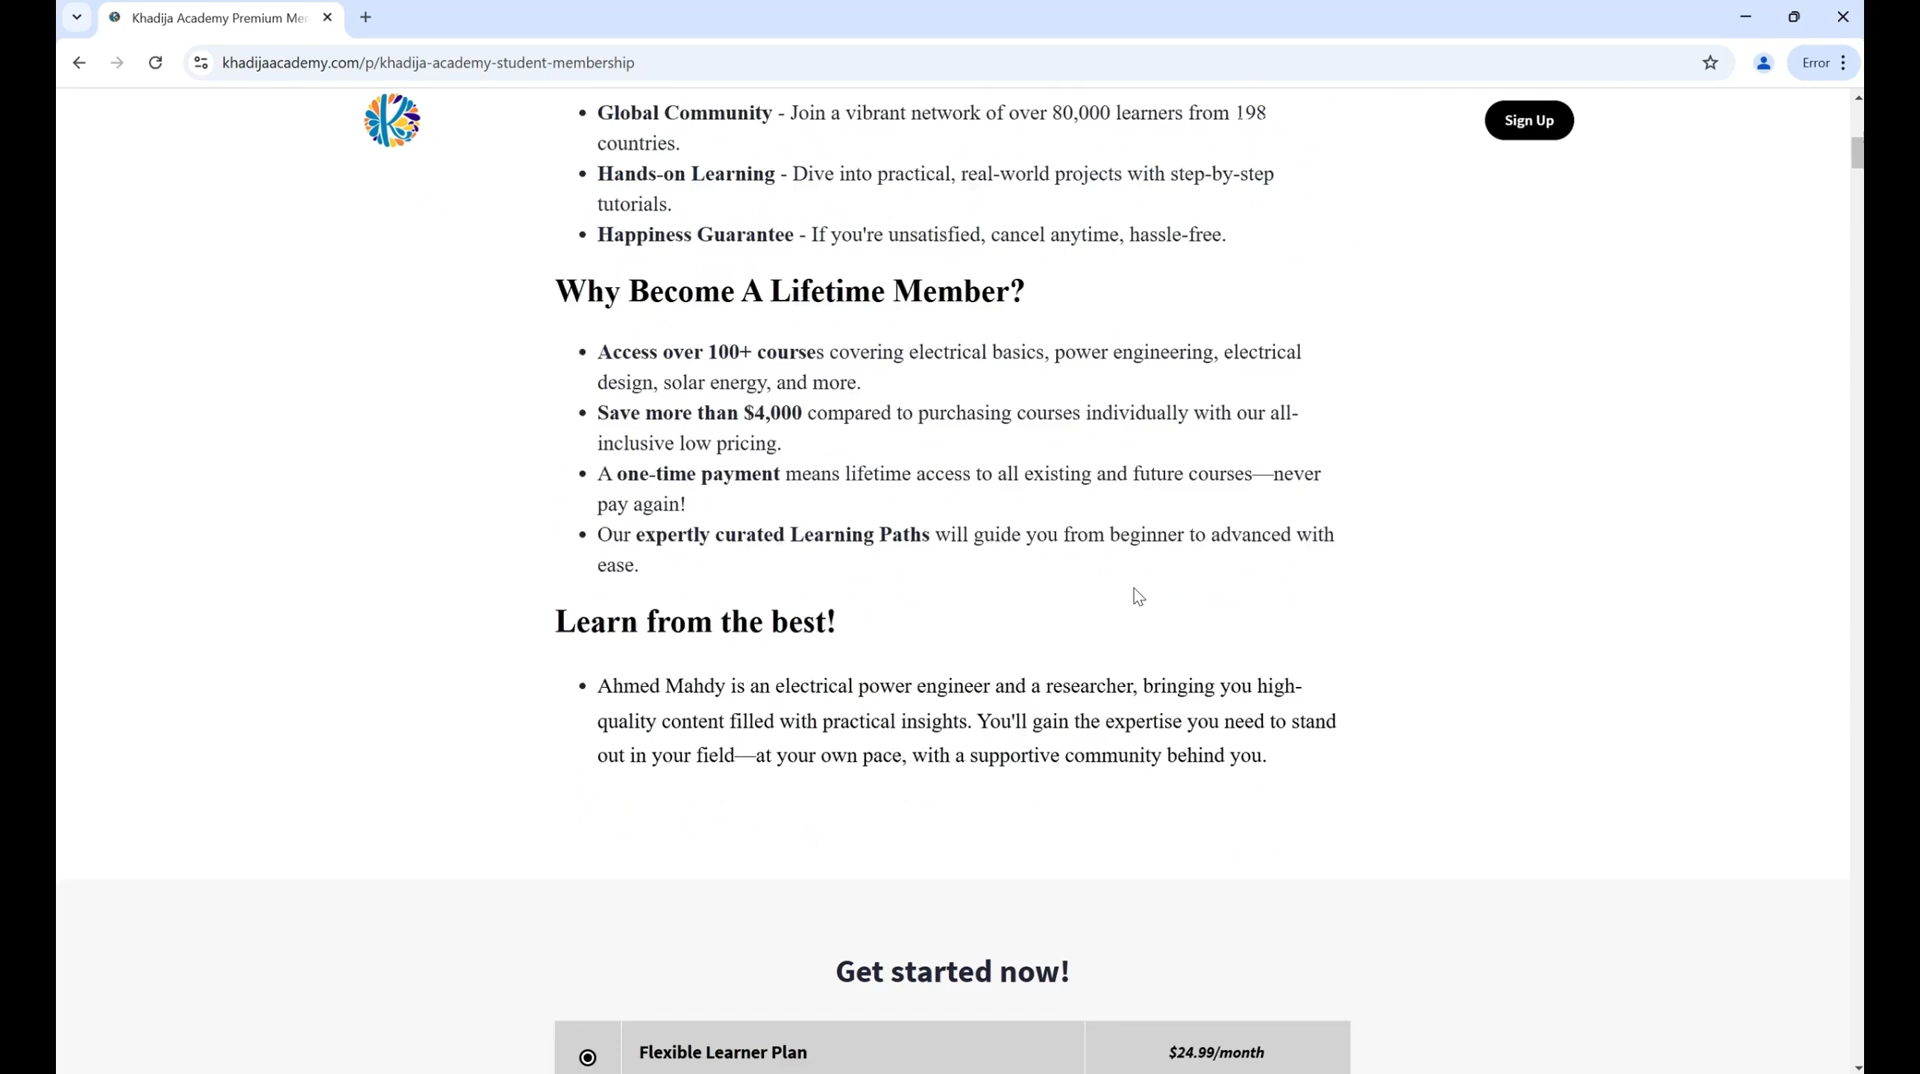 Khadija Academy Premium Mem
khadijaacademy.com/p/khadija-academy-student-membership
Error
Global Community - Join a vibrant network of over 80,000 learners from 198
countries.
Sign Up
Hands-on Learning - Dive into practical, real-world projects with step-by-step
tutorials.
Happiness Guarantee - If you're unsatisfied, cancel anytime, hassle-free.
Why Become A Lifetime Member?
Access over 100+ courses covering electrical basics, power engineering, electrical
design, solar energy, and more.
Save more than $4,000 compared to purchasing courses individually with our all-
inclusive low pricing.
A one-time payment means lifetime access to all existing and future courses—never
pay again!
Our expertly curated Learning Paths will guide you from beginner to advanced with
ease.
Learn from the best!
Ahmed Mahdy is an electrical power engineer and a researcher, bringing you high-
quality content filled with practical insights. You'll gain the expertise you need to stand
out in your field—at your own pace, with a supportive community behind you.
Get started now!
Flexible Learner Plan
$24.99/month